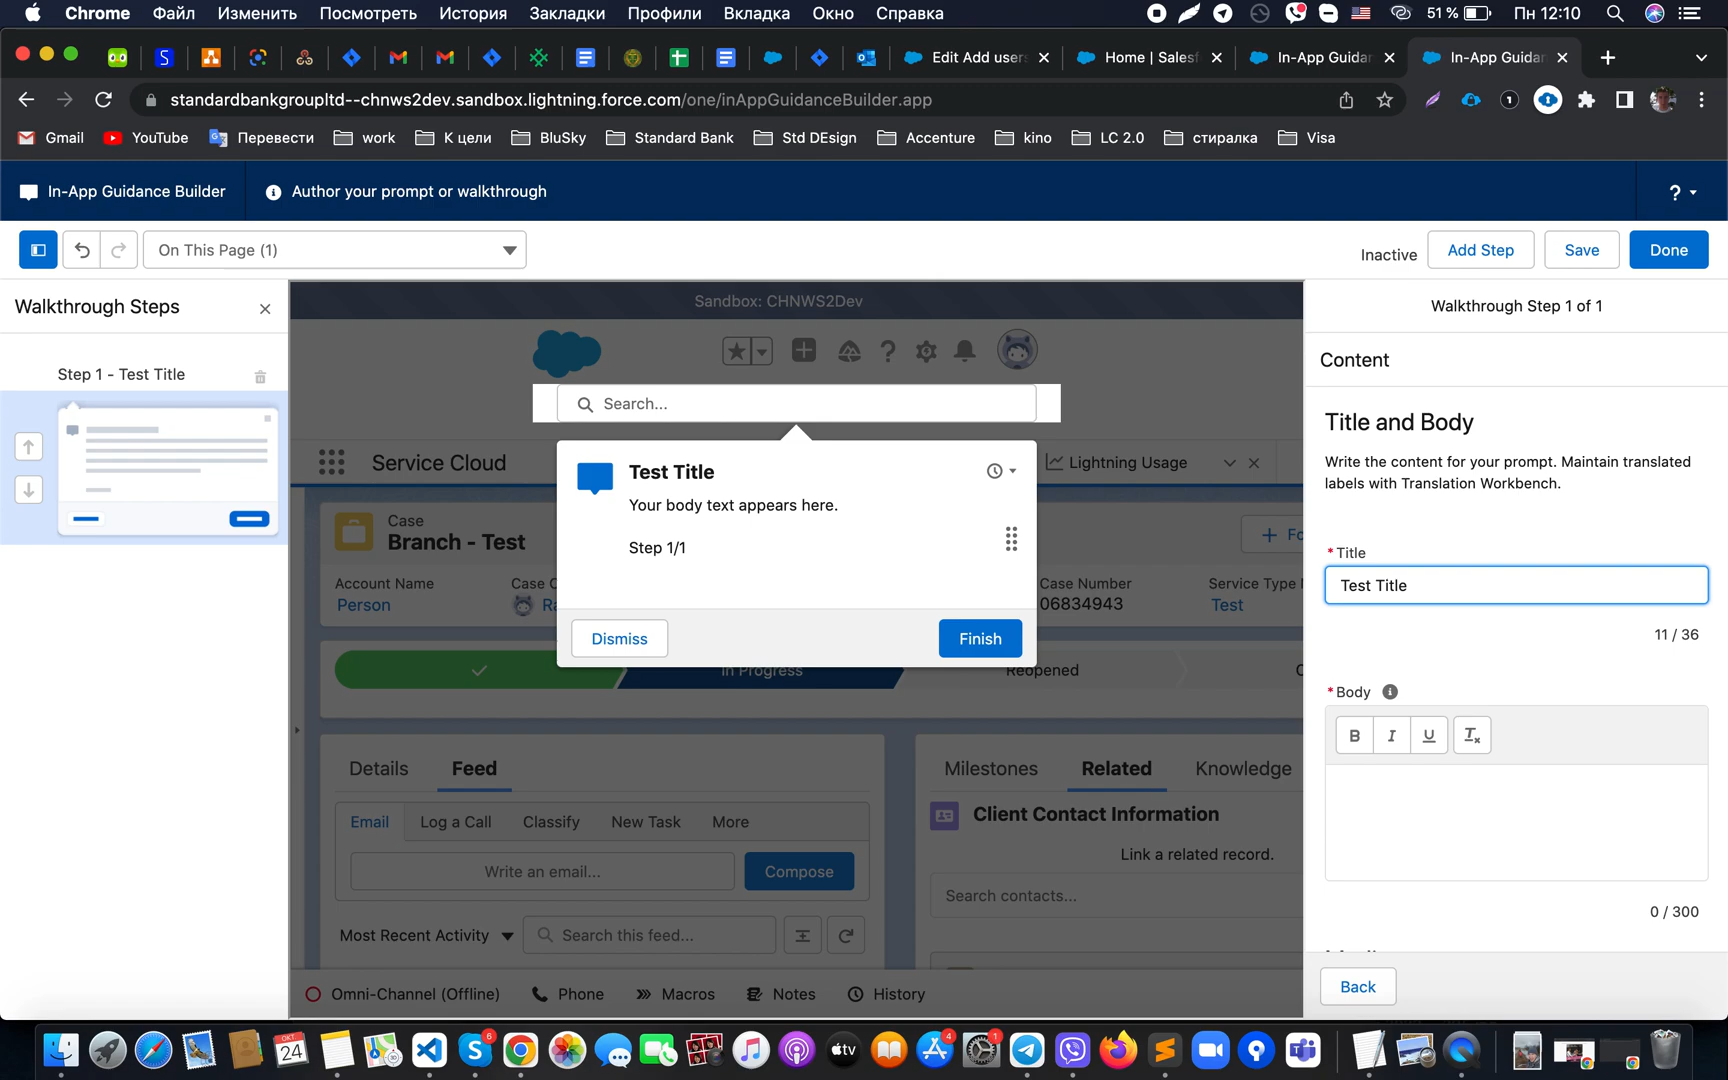 Chrome Файл Изменить Посмотреть История Закладки Профили Вкладка Окно Справка 51 % Пн 12:10
Edit Add users Home | Salesf In-App Guidan In-App Guidan
standardbankgroupltd--chnws2dev.sandbox.lightning.force.com/one/inAppGuidanceBuilder.app
Gmail YouTube Перевести work К цели BluSky Standard Bank Std DEsign Accenture kino LC 2.0 стиралка Visa
In-App Guidance Builder Author your prompt or walkthrough ?
On This Page (1) Inactive Add Step Save Done
Walkthrough Steps
Step 1 - Test Title
Sandbox: CHNWS2Dev
Search...
Service Cloud Lightning Usage
Test Title
Your body text appears here.
Step 1/1
Dismiss Finish
Case
Branch - Test
+ Fo
Account Name Case C Case Number Service Type
Person Ra 06834943 Test
In Progress Reopened C
Details Feed
Email Log a Call Classify New Task More
Write an email... Compose
Most Recent Activity Search this feed...
Milestones Related Knowledge
Client Contact Information
Link a related record.
Search contacts...
Omni-Channel (Offline) Phone Macros Notes History
Walkthrough Step 1 of 1
Content
Title and Body
Write the content for your prompt. Maintain translated
labels with Translation Workbench.
* Title
Test Title
11 / 36
* Body
B I U Tx
0 / 300
Back
ОКТ.
24
6
tv
4
1